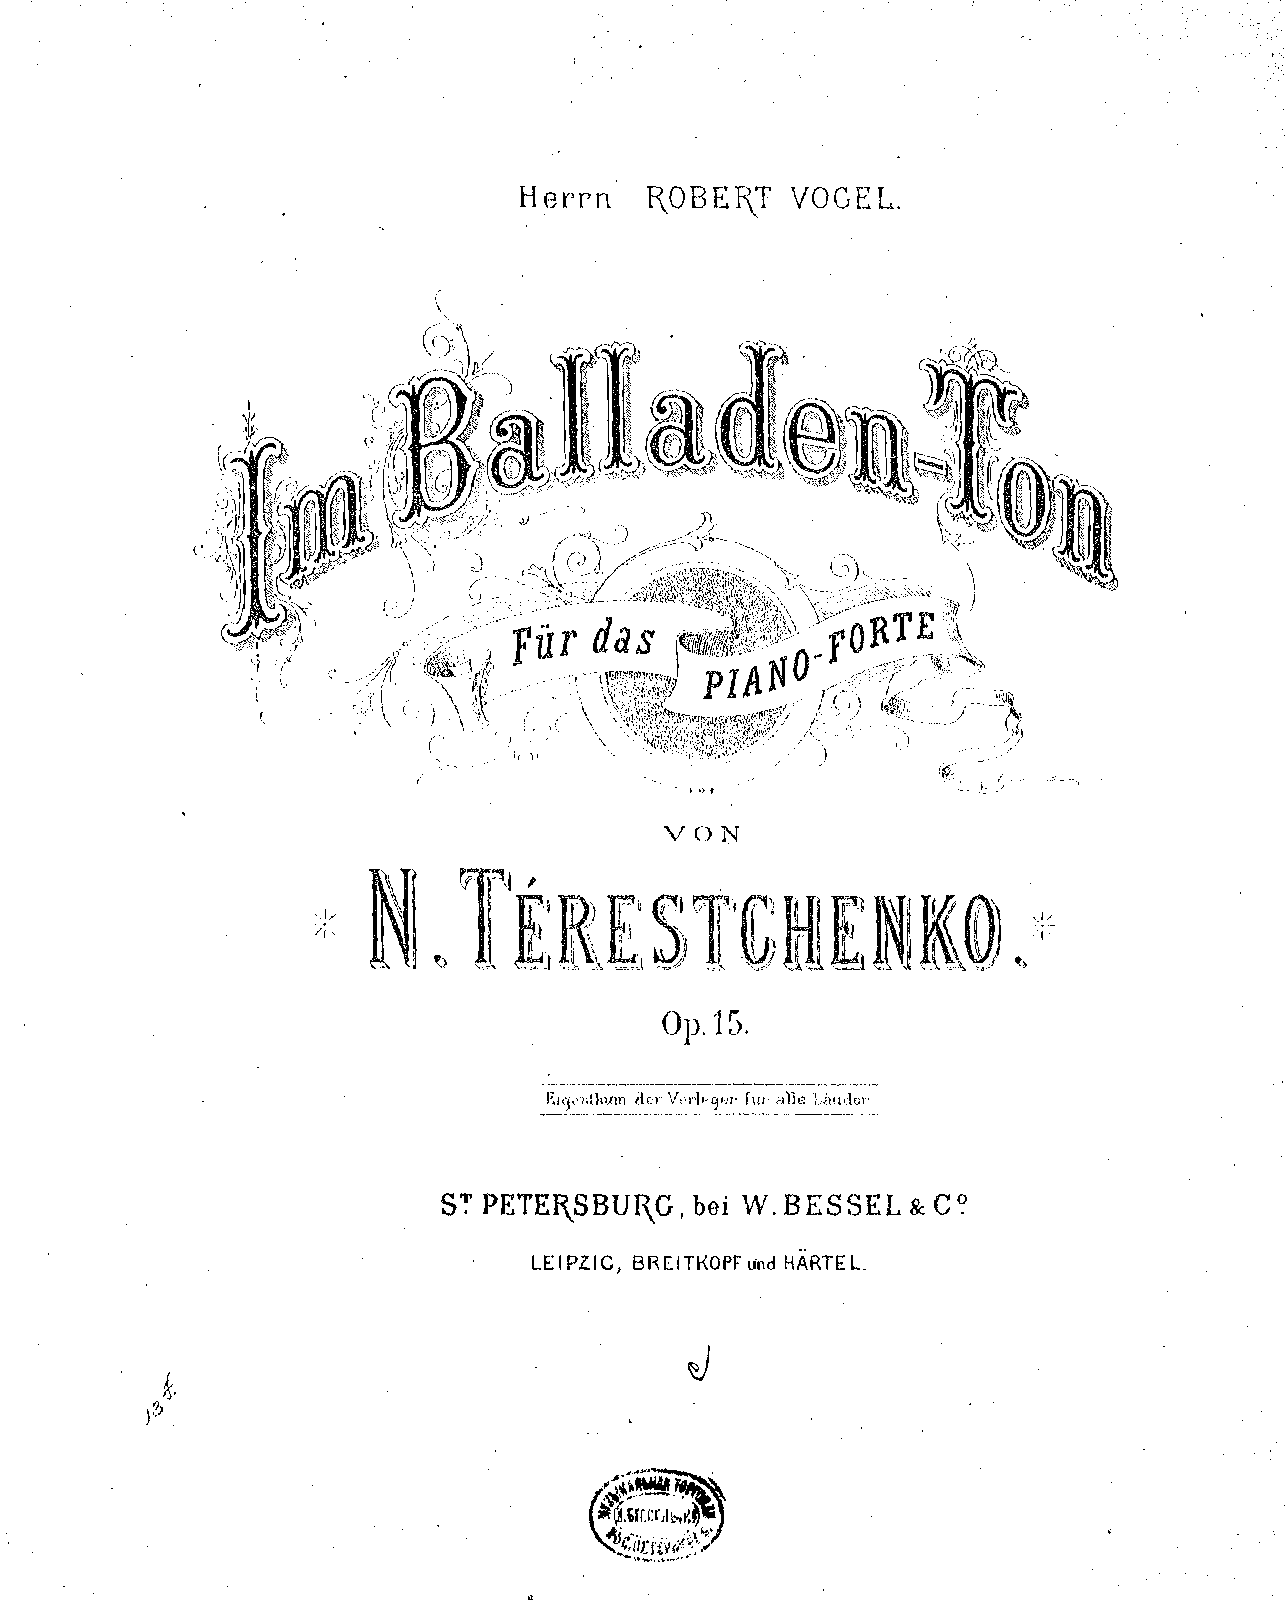 Herrn ROBERT VOGEL.
Im Balladen-Ton
Für das PIANO-FORTE
VON
* N. TÉRESTCHENKO. *
Op. 15.
Eigenthum der Verleger für alle Länder
ST. PETERSBURG, bei W. BESSEL & Cº
LEIPZIG, BREITKOPF und HÄRTEL.